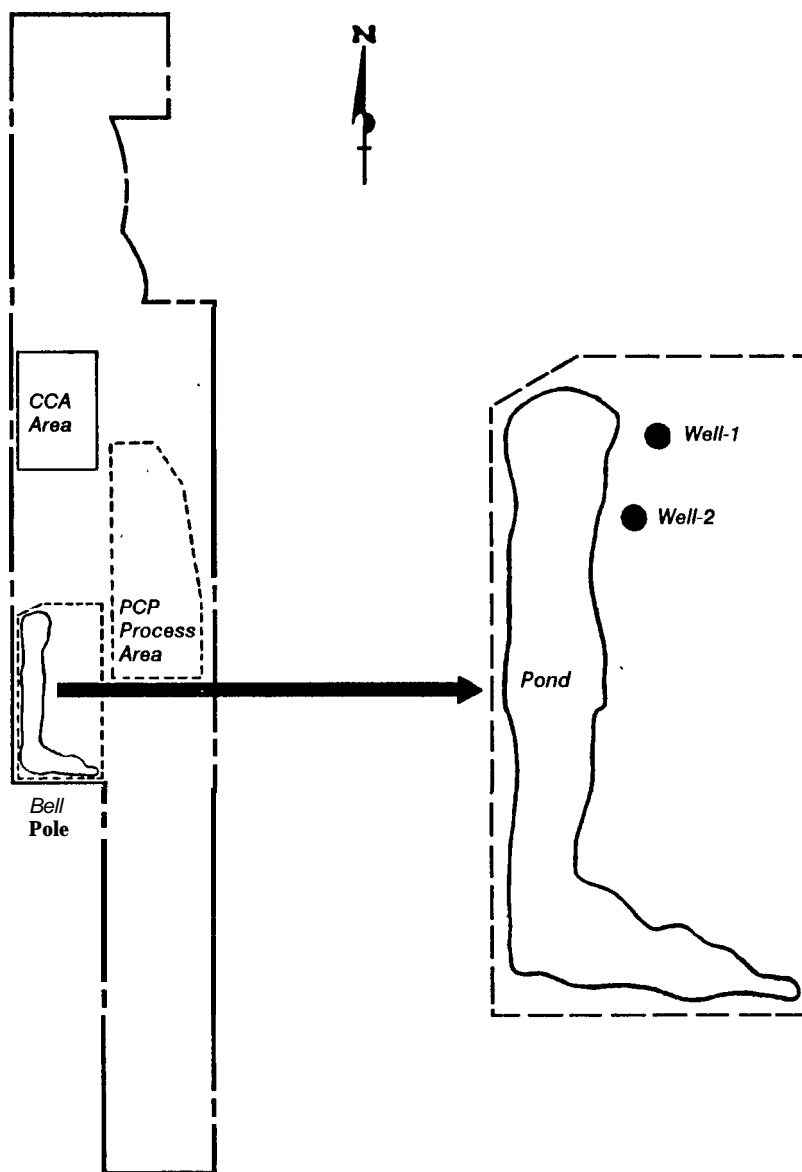 N
CCA
Area
Well-1
Well-2
PCP
Process
Area
Pond
Bell
Pole